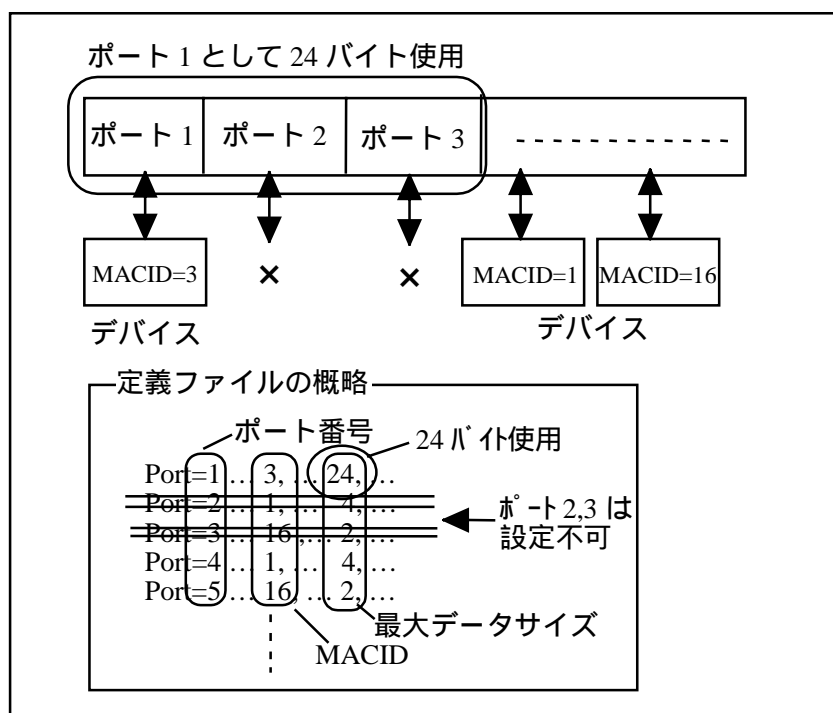 ポート 1 として 24 バイト使用
ポート 1 ポート 2 ポート 3
MACID=3 × × MACID=1 MACID=16
デバイス デバイス
定義ファイルの概略
ポート番号
24 バイト使用
Port=1 … 3, … 24, …
Port=2 … 1, … 4, …
Port=3 … 16 ,… 2, …
ポート 2,3 は
設定不可
Port=4 … 1, … 4, …
Port=5 … 16, … 2, …
最大データサイズ
MACID